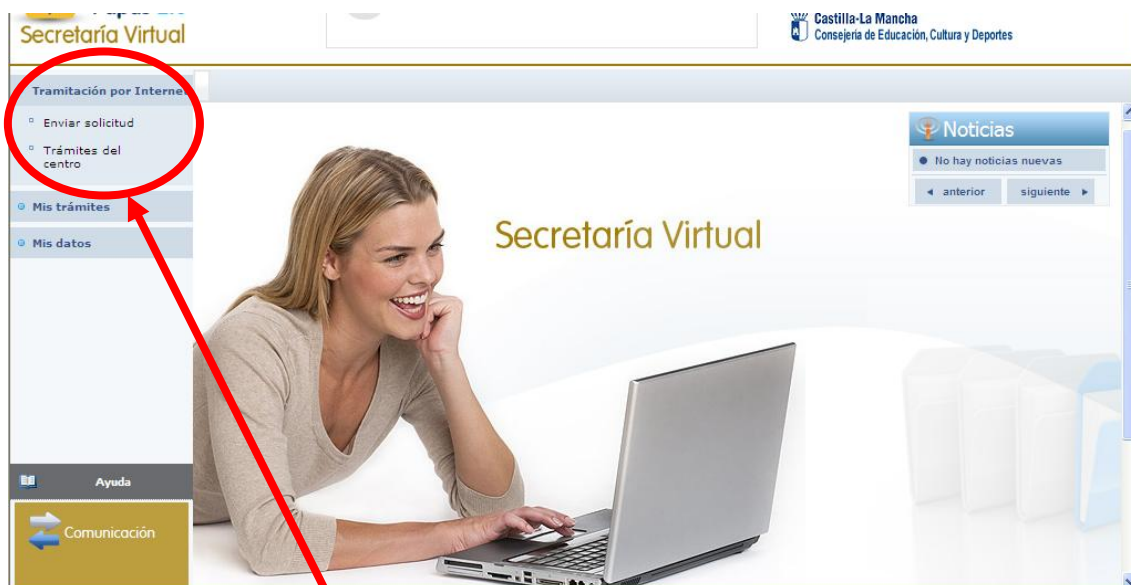 Secretaría Virtual
Castilla-La Mancha
Consejería de Educación, Cultura y Deportes
Tramitación por Internet
Enviar solicitud
Trámites del
centro
Mis trámites
Mis datos
Noticias
No hay noticias nuevas
anterior siguiente
Secretaría Virtual
Ayuda
Comunicación